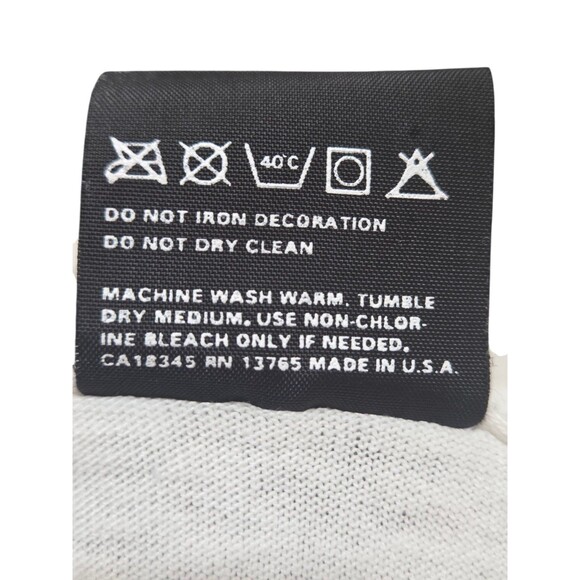 40°C
DO NOT IRON DECORATION
DO NOT DRY CLEAN
MACHINE WASH WARM. TUMBLE
DRY MEDIUM. USE NON-CHLOR-
INE BLEACH ONLY IF NEEDED.
CA18345 RN 13765 MADE IN U.S.A.